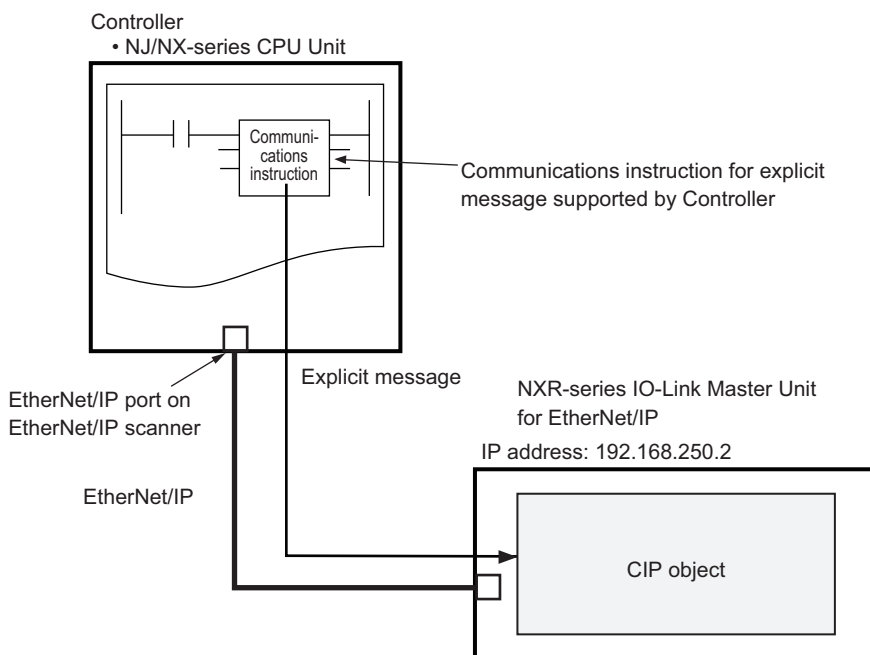 Controller
• NJ/NX-series CPU Unit
Communi-
cations
instruction
Communications instruction for explicit
message supported by Controller
EtherNet/IP port on
EtherNet/IP scanner
Explicit message
NXR-series IO-Link Master Unit
for EtherNet/IP
IP address: 192.168.250.2
EtherNet/IP
CIP object